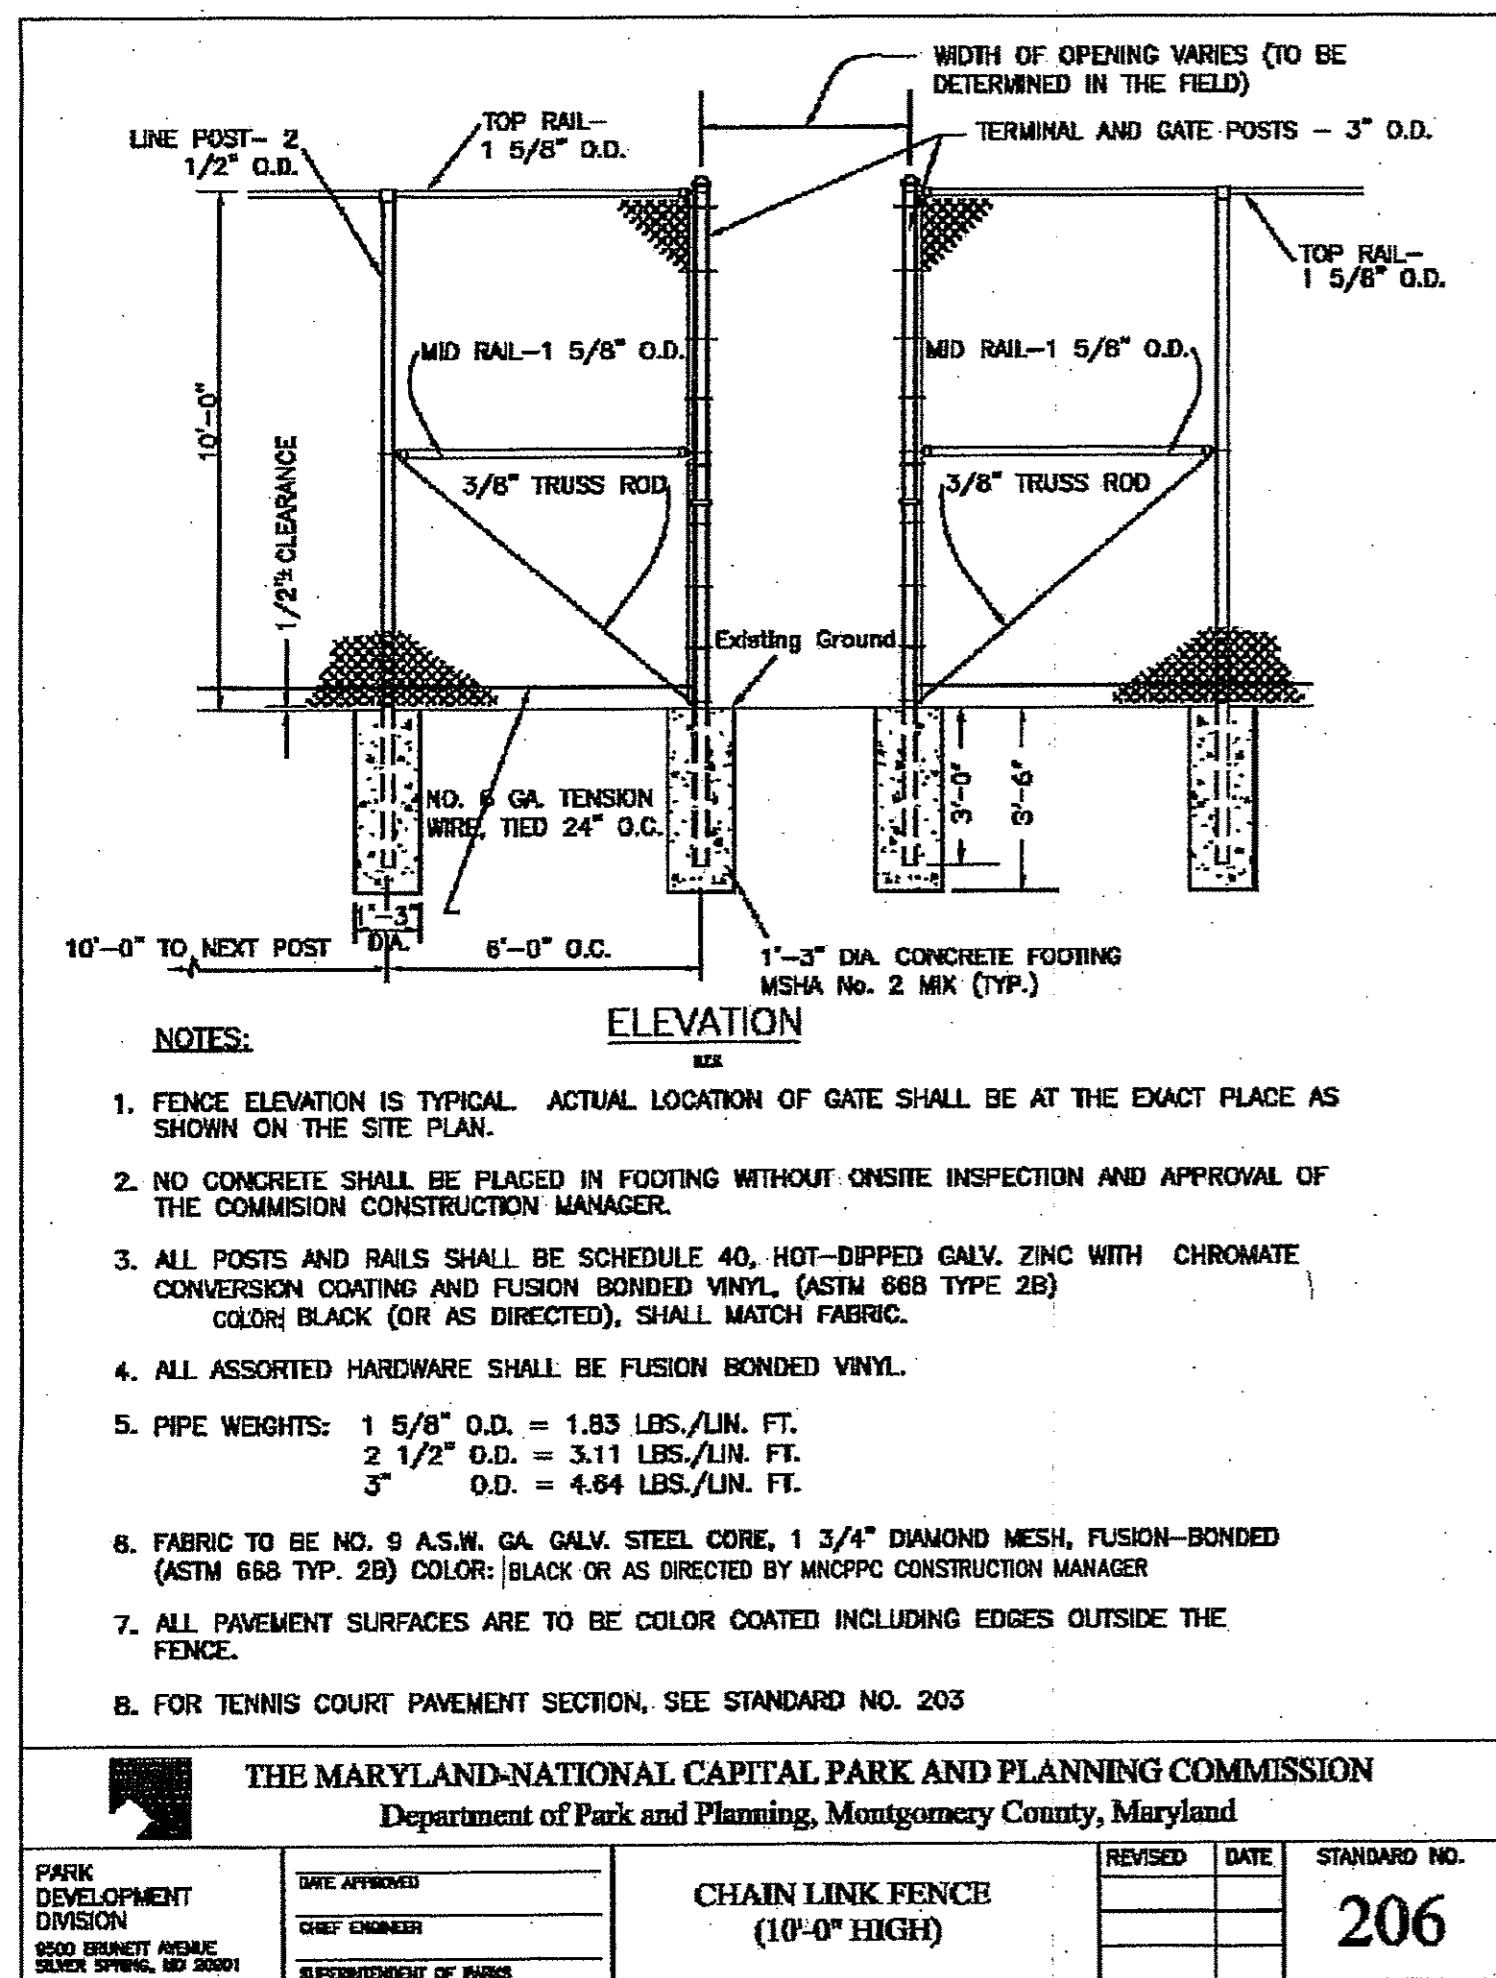 WIDTH OF OPENING VARIES (TO BE
DETERMINED IN THE FIELD)
LINE POST- 2
1/2" O.D.
TOP RAIL-
1 5/8" O.D.
TERMINAL AND GATE POSTS - 3" O.D.
TOP RAIL-
1 5/8" O.D.
MID RAIL-1 5/8" O.D.
MID RAIL-1 5/8" O.D.
10'-0"
1/2"± CLEARANCE
3/8" TRUSS ROD
3/8" TRUSS ROD
Existing Ground
NO. 6 GA. TENSION
WIRE, TIED 24" O.C.
3'-0"
3'-6"
1'-3"
DIA.
10'-0" TO NEXT POST
6'-0" O.C.
1'-3" DIA. CONCRETE FOOTING
MSHA No. 2 MIX (TYP.)
ELEVATION
NOTES:
1. FENCE ELEVATION IS TYPICAL. ACTUAL LOCATION OF GATE SHALL BE AT THE EXACT PLACE AS
SHOWN ON THE SITE PLAN.
2. NO CONCRETE SHALL BE PLACED IN FOOTING WITHOUT ONSITE INSPECTION AND APPROVAL OF
THE COMMISION CONSTRUCTION MANAGER.
3. ALL POSTS AND RAILS SHALL BE SCHEDULE 40, HOT-DIPPED GALV. ZINC WITH CHROMATE
CONVERSION COATING AND FUSION BONDED VINYL, (ASTM 668 TYPE 2B)
COLOR: BLACK (OR AS DIRECTED), SHALL MATCH FABRIC.
4. ALL ASSORTED HARDWARE SHALL BE FUSION BONDED VINYL.
5. PIPE WEIGHTS: 1 5/8" O.D. = 1.83 LBS./LIN. FT.
2 1/2" O.D. = 3.11 LBS./LIN. FT.
3" O.D. = 4.64 LBS./LIN. FT.
6. FABRIC TO BE NO. 9 A.S.W. GA. GALV. STEEL CORE, 1 3/4" DIAMOND MESH, FUSION-BONDED
(ASTM 668 TYP. 2B) COLOR: BLACK OR AS DIRECTED BY MNCPPC CONSTRUCTION MANAGER
7. ALL PAVEMENT SURFACES ARE TO BE COLOR COATED INCLUDING EDGES OUTSIDE THE
FENCE.
8. FOR TENNIS COURT PAVEMENT SECTION, SEE STANDARD NO. 203
THE MARYLAND-NATIONAL CAPITAL PARK AND PLANNING COMMISSION
Department of Park and Planning, Montgomery County, Maryland
PARK
DEVELOPMENT
DIVISION
9500 BRUNETT AVENUE
SILVER SPRING, MD 20901
DATE APPROVED
CHIEF ENGINEER
SUPERINTENDENT OF PARKS
CHAIN LINK FENCE
(10'-0" HIGH)
REVISED DATE
STANDARD NO.
206